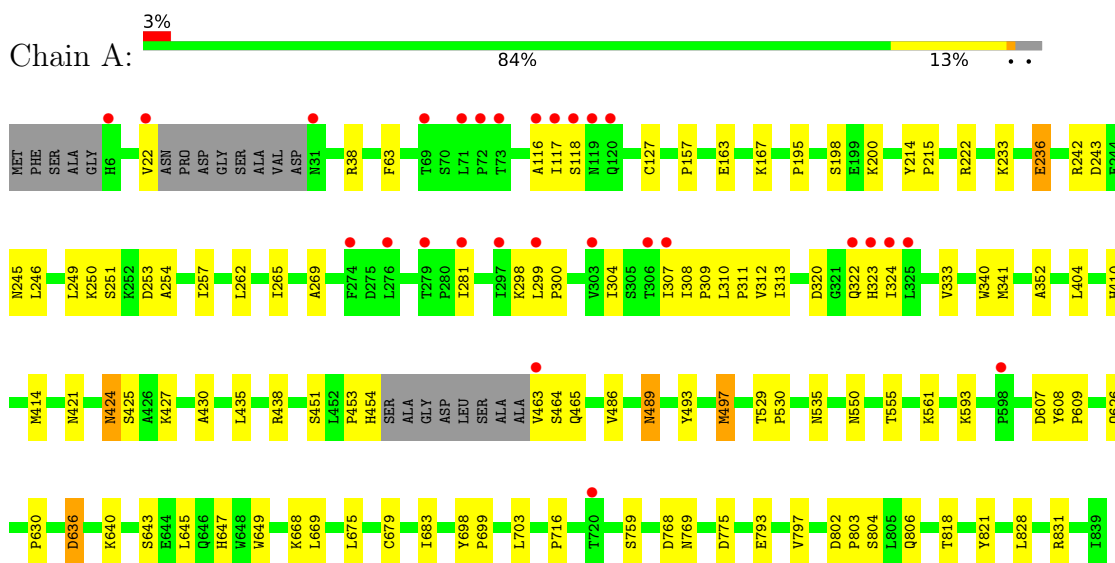 3%
Chain A:
84% 13% • •
MET PHE SER ALA GLY H6 V22 ASN PRO ASP GLY SER ALA VAL ASP N31 R38 F63 T69 S70 L71 P72 T73 A116 I117 S118 N119 Q120 C127 P157 E163 K167 P195 S198 E199 K200 Y214 P215 R222 K233 E236 R242 D243 E244
N245 L246 L249 K250 S251 K252 D253 A254 I257 L262 I265 A269 F274 D275 L276 T279 P280 I281 I297 K298 L299 P300 V303 I304 S305 T306 I307 I308 P309 L310 P311 V312 I313 D320 G321 Q322 H323 I324 L325 V333 W340 M341 A352 L404 H410
M414 N421 N424 S425 A426 K427 A430 L435 R438 S451 L452 P453 H454 SER ALA GLY ASP LEU SER ALA ALA V463 S464 Q465 V486 N489 Y493 M497 T529 P530 N535 N550 T555 K561 K593 P598 D607 Y608 P609 Q626
P630 D636 K640 S643 E644 L645 Q646 H647 W648 W649 K668 L669 L675 C679 I683 Y698 P699 L703 P716 T720 S759 D768 N769 D775 E793 V797 D802 P803 S804 L805 Q806 T818 Y821 L828 R831 I839